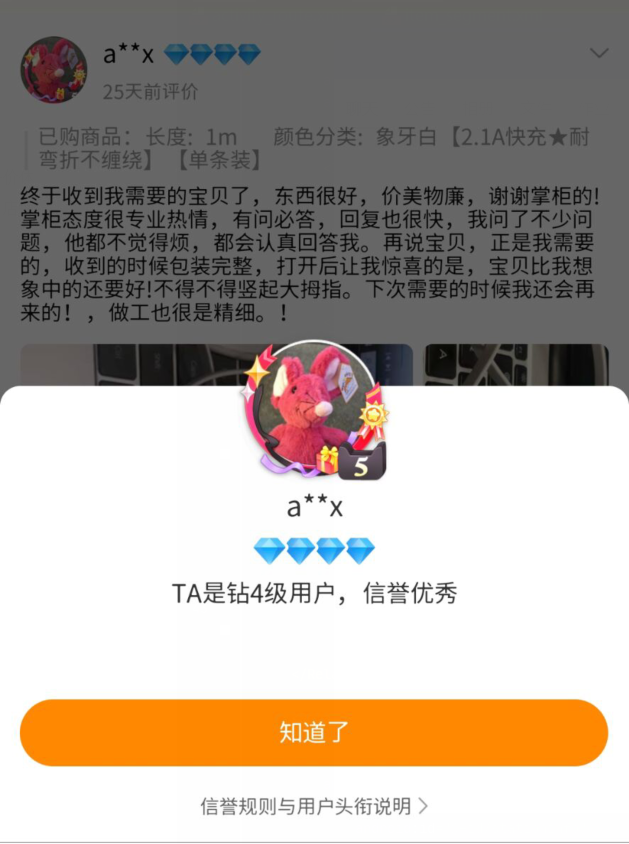 a**x
25天前评价
已购商品：长度：1m 颜色分类：象牙白【2.1A快充★耐
弯折不缠绕】【单条装】
终于收到我需要的宝贝了，东西很好，价美物廉，谢谢掌柜的!
掌柜态度很专业热情，有问必答，回复也很快，我问了不少问
题，他都不觉得烦，都会认真回答我。再说宝贝，正是我需要
的，收到的时候包装完整，打开后让我惊喜的是，宝贝比我想
象中的还要好!不得不得竖起大拇指。下次需要的时候我还会再
来的！，做工也很是精细。！
5
a**x
TA是钻4级用户，信誉优秀
知道了
信誉规则与用户头衔说明